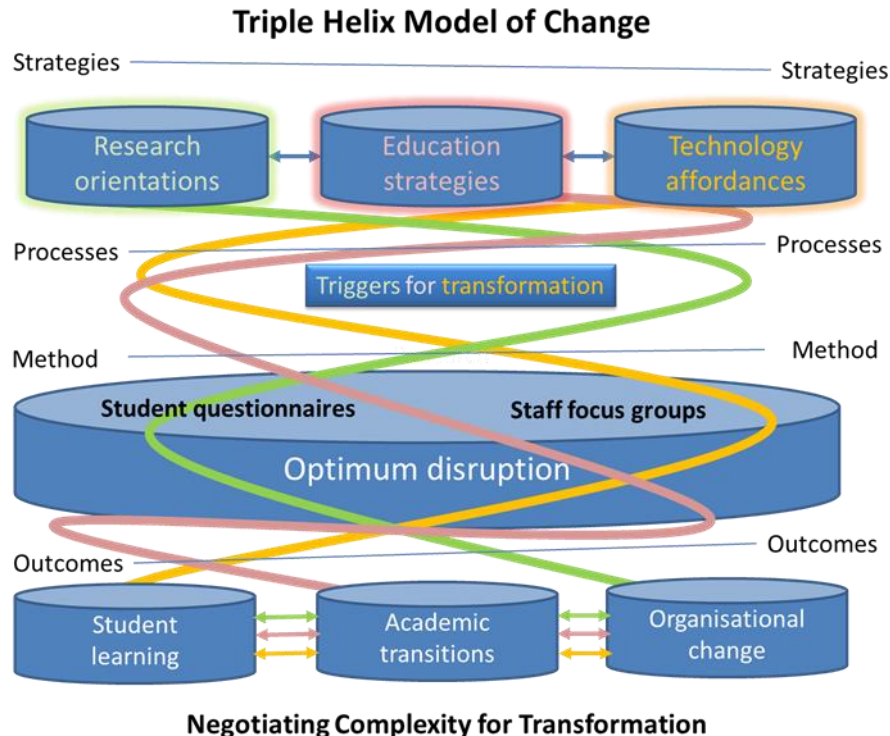 Triple Helix Model of Change
Strategies
Strategies
Research
orientations
Education
strategies
Technology
affordances
Processes
Processes
Triggers for transformation
Method
Method
Student questionnaires
Staff focus groups
Optimum disruption
Outcomes
Outcomes
Student
learning
Academic
transitions
Organisational
change
Negotiating Complexity for Transformation